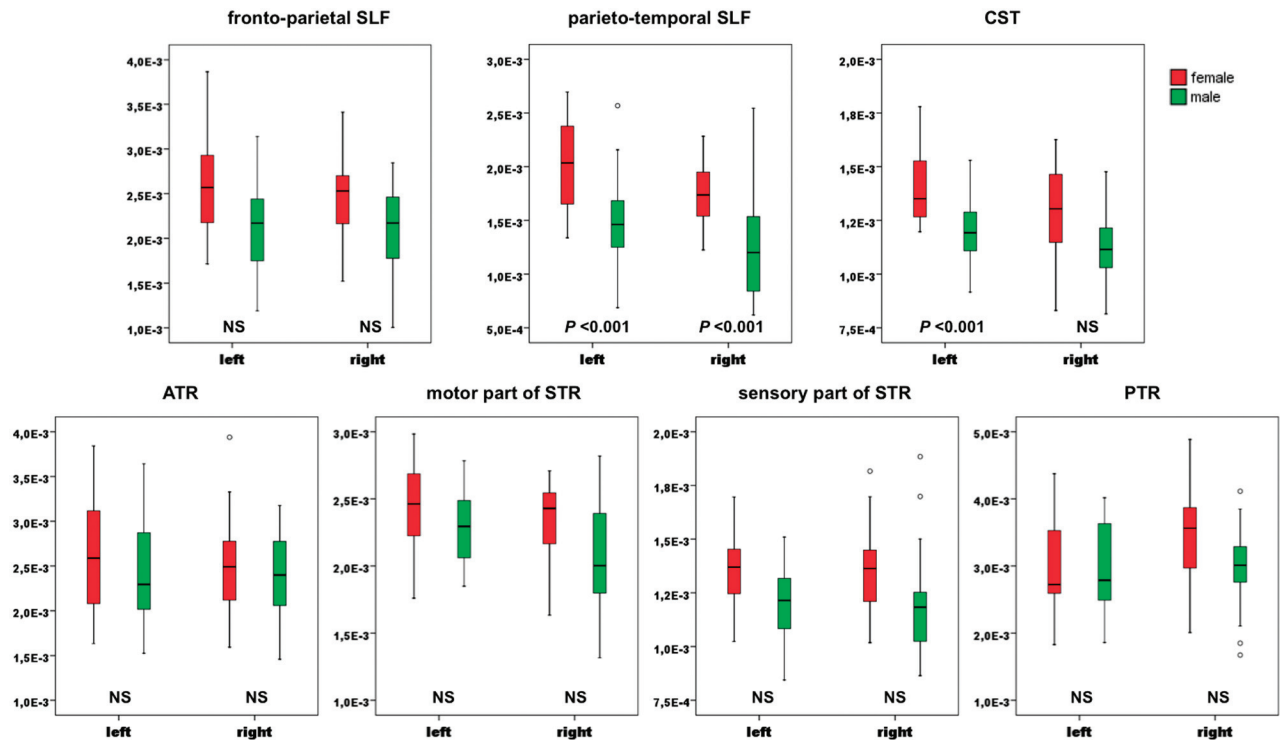 fronto-parietal SLF
4,0E-3
3,5E-3
3,0E-3
2,5E-3
2,0E-3
1,5E-3
1,0E-3
NS
NS
left
right
parieto-temporal SLF
3,0E-3
2,5E-3
2,0E-3
1,5E-3
1,0E-3
5,0E-4
P <0.001
P <0.001
left
right
CST
2,0E-3
1,8E-3
1,5E-3
1,2E-3
1,0E-3
7,5E-4
P <0.001
NS
left
right
female
male
ATR
4,0E-3
3,5E-3
3,0E-3
2,5E-3
2,0E-3
1,5E-3
1,0E-3
NS
NS
left
right
motor part of STR
3,0E-3
2,5E-3
2,0E-3
1,5E-3
1,0E-3
NS
NS
left
right
sensory part of STR
2,0E-3
1,8E-3
1,5E-3
1,2E-3
1,0E-3
7,5E-4
NS
NS
left
right
PTR
5,0E-3
4,0E-3
3,0E-3
2,0E-3
1,0E-3
NS
NS
left
right